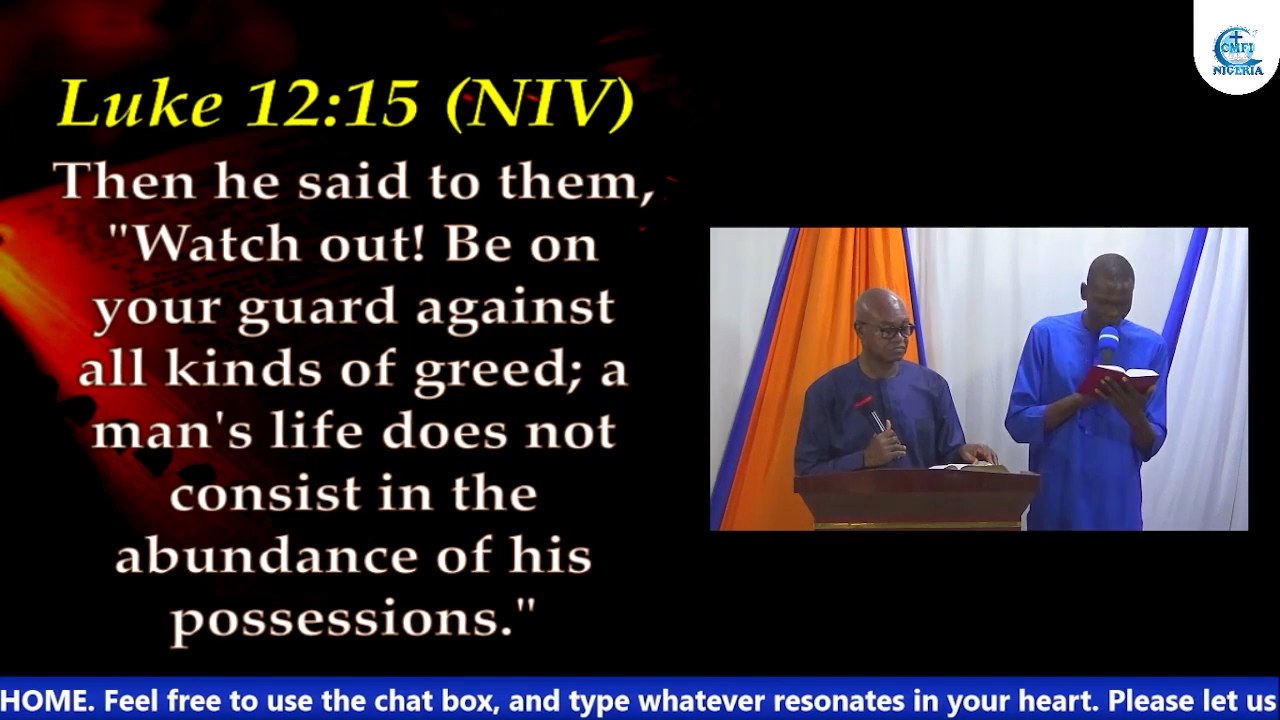 Luke 12:15 (NIV)
Then he said to them,
"Watch out! Be on
your guard against
all kinds of greed; a
man's life does not
consist in the
abundance of his
possessions."
CMFI
NIGERIA
HOME. Feel free to use the chat box, and type whatever resonates in your heart. Please let us